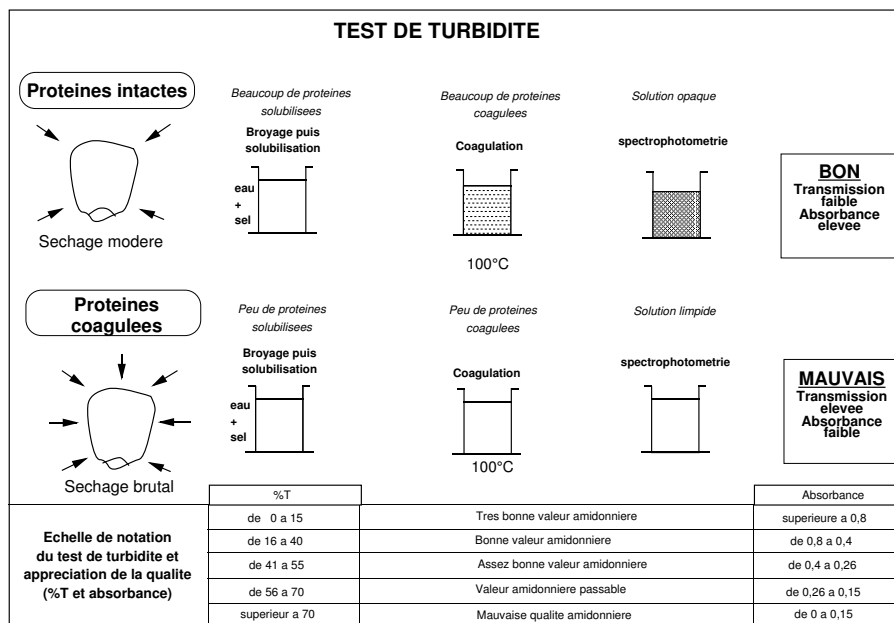 TEST DE TURBIDITE
Proteines intactes
Beaucoup de proteines
solubilisees
Beaucoup de proteines
coagulees
Solution opaque
Broyage puis
solubilisation
Coagulation
spectrophotometrie
eau
+
sel
BON
Transmission
faible
Absorbance
elevee
Sechage modere
100°C
Proteines
coagulees
Peu de proteines
solubilisees
Peu de proteines
coagulees
Solution limpide
Broyage puis
solubilisation
Coagulation
spectrophotometrie
eau
+
sel
MAUVAIS
Transmission
elevee
Absorbance
faible
Sechage brutal
100°C
%T Absorbance
Echelle de notation
du test de turbidite et
appreciation de la qualite
(%T et absorbance)
de 0 a 15 Tres bonne valeur amidonniere superieure a 0,8
de 16 a 40 Bonne valeur amidonniere de 0,8 a 0,4
de 41 a 55 Assez bonne valeur amidonniere de 0,4 a 0,26
de 56 a 70 Valeur amidonniere passable de 0,26 a 0,15
superieur a 70 Mauvaise qualite amidonniere de 0 a 0,15